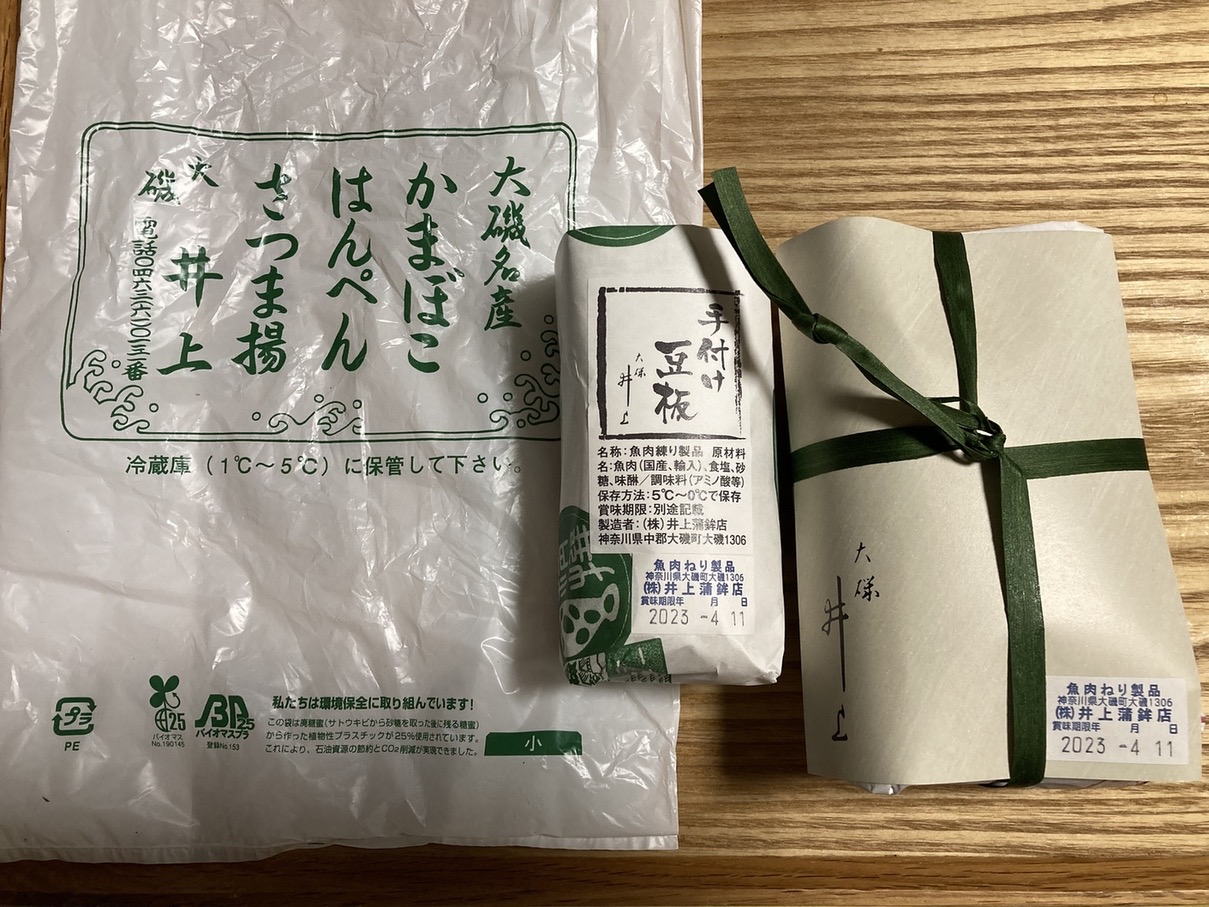 大磯名産
かまぼこ
はんぺん
さつま揚
大磯
井上
電話〇四六三六一〇一三一番
冷蔵庫(1℃〜5℃)に保管して下さい。
プラ
PE
25
バイオマス
No.190145
BP
25
バイオマスプラ
登録No.153
私たちは環境保全に取り組んでいます!
この袋は廃糖蜜(サトウキビから砂糖を取った後に残る糖蜜)
から作った植物性プラスチックが25%使用されています。
これにより、石油資源の節約とCO2削減が実現できました。
小
手付け
豆板
大磯
井上
名称:魚肉練り製品 原材料
名:魚肉(国産、輸入)、食塩、砂
糖、味醂/調味料(アミノ酸等)
保存方法:5℃〜0℃で保存
賞味期限:別途記載
製造者:(株)井上蒲鉾店
神奈川県中郡大磯町大磯1306
魚肉ねり製品
神奈川県大磯町大磯1306
(株)井上蒲鉾店
賞味期限年 月 日
2023 -4 11
大磯
井上
魚肉ねり製品
神奈川県大磯町大磯1306
(株)井上蒲鉾店
賞味期限年 月 日
2023 -4 11